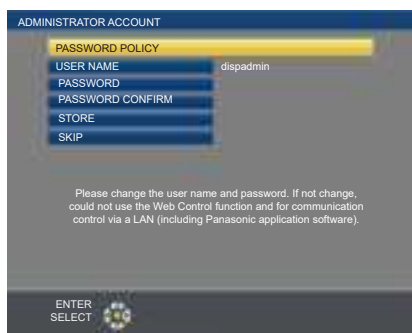 ADMINISTRATOR ACCOUNT
PASSWORD POLICY
USER NAME dispadmin
PASSWORD
PASSWORD CONFIRM
STORE
SKIP
Please change the user name and password. If not change,
could not use the Web Control function and for communication
control via a LAN (including Panasonic application software).
ENTER
SELECT